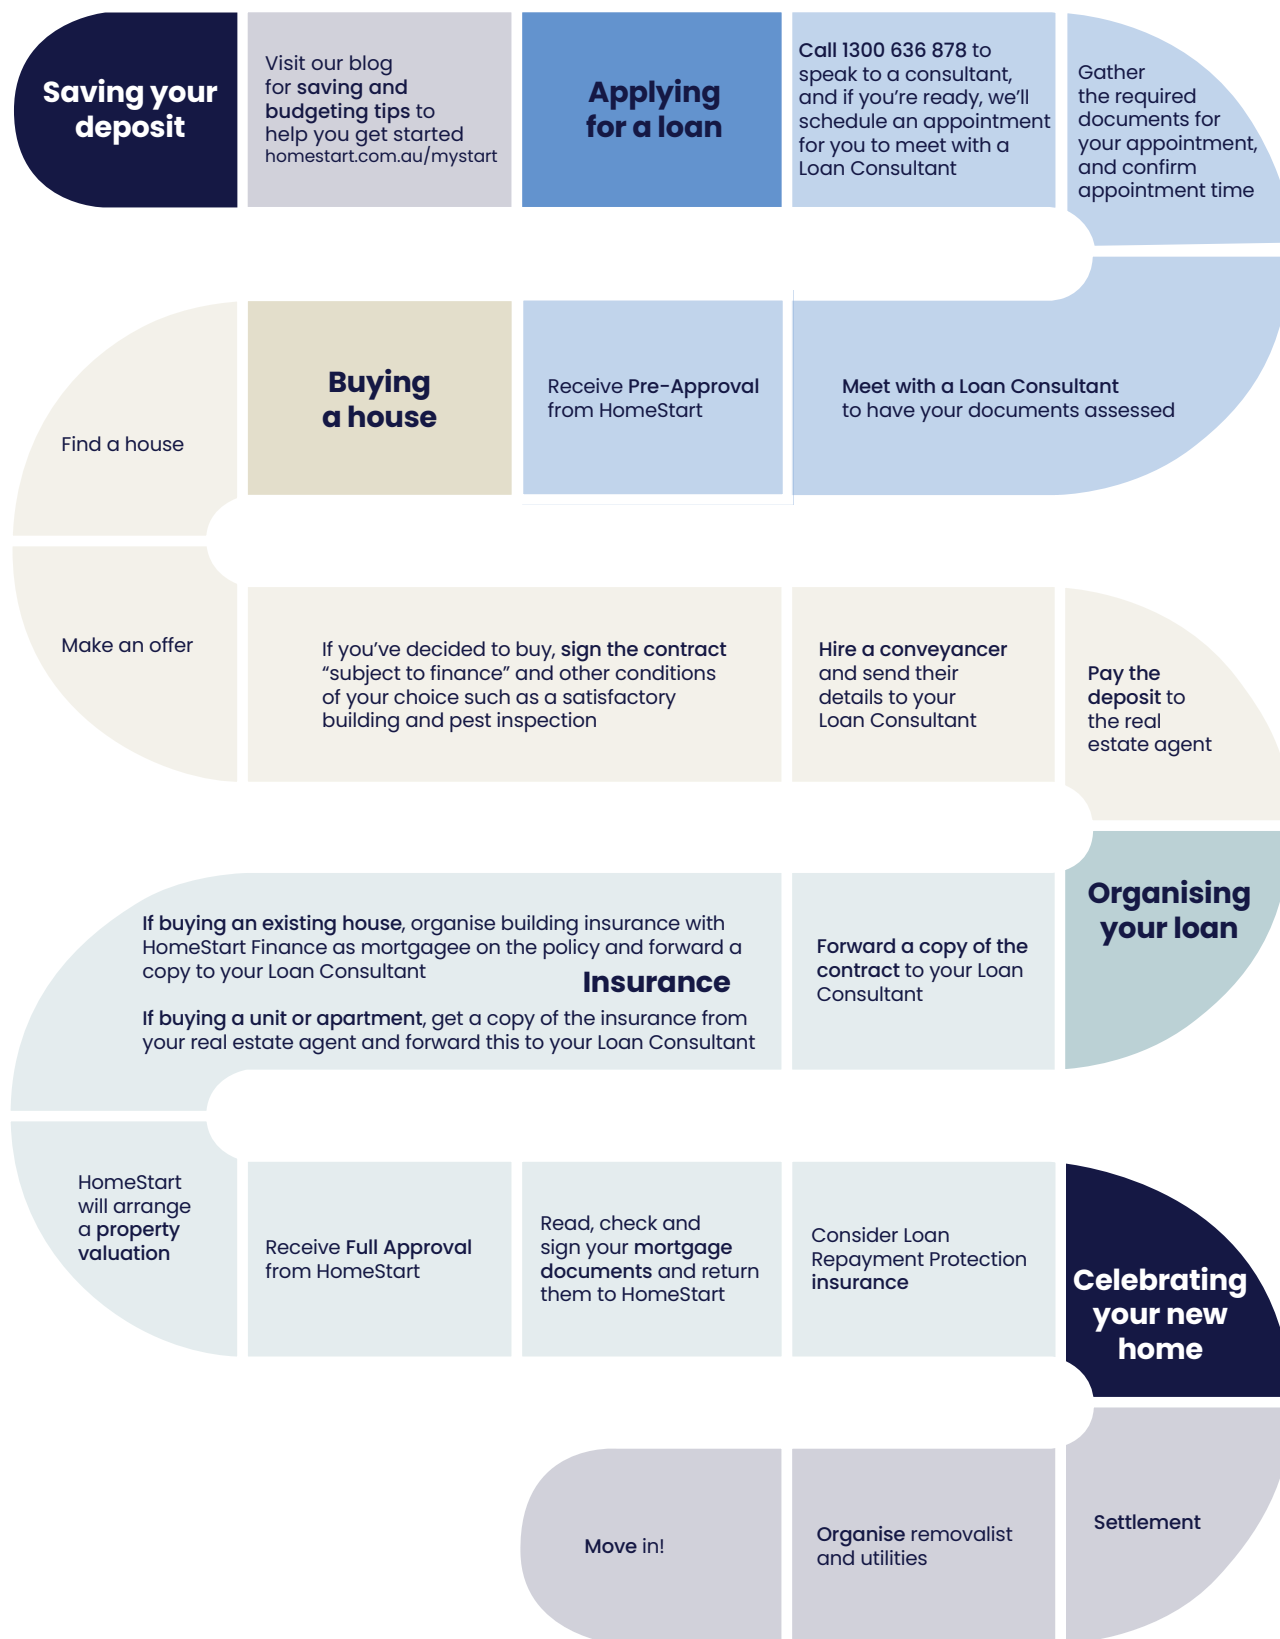 Saving your
deposit
Visit our blog
for saving and
budgeting tips to
help you get started
homestart.com.au/mystart
Applying
for a loan
Call 1300 636 878 to
speak to a consultant,
and if you’re ready, we’ll
schedule an appointment
for you to meet with a
Loan Consultant
Gather
the required
documents for
your appointment,
and confirm
appointment time
Meet with a Loan Consultant
to have your documents assessed
Receive Pre-Approval
from HomeStart
Buying
a house
Find a house
Make an offer
If you’ve decided to buy, sign the contract
“subject to finance” and other conditions
of your choice such as a satisfactory
building and pest inspection
Hire a conveyancer
and send their
details to your
Loan Consultant
Pay the
deposit to
the real
estate agent
Organising
your loan
Forward a copy of the
contract to your Loan
Consultant
If buying an existing house, organise building insurance with
HomeStart Finance as mortgagee on the policy and forward a
copy to your Loan Consultant
Insurance
If buying a unit or apartment, get a copy of the insurance from
your real estate agent and forward this to your Loan Consultant
HomeStart
will arrange
a property
valuation
Receive Full Approval
from HomeStart
Read, check and
sign your mortgage
documents and return
them to HomeStart
Consider Loan
Repayment Protection
insurance
Celebrating
your new
home
Settlement
Organise removalist
and utilities
Move in!